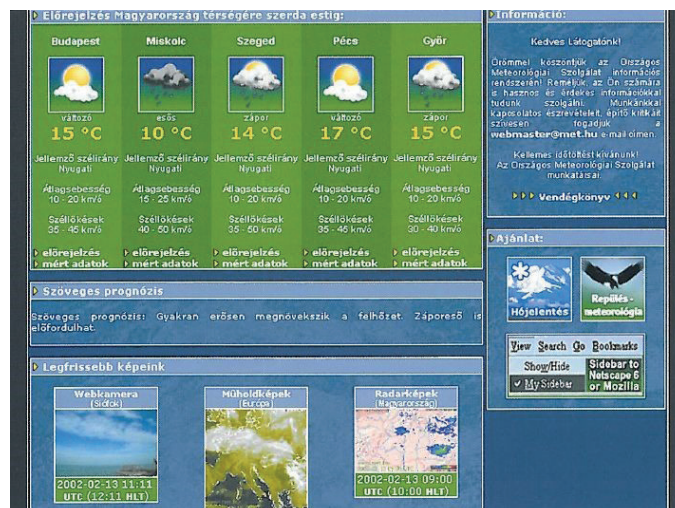 Előrejelzés Magyarország térségére szerda estig:
Budapest
változó
15 °C
Jellemző szélirány
Nyugati
Átlagsebesség
10 - 20 km/ó
Széllökések
35 - 45 km/ó
előrejelzés
mért adatok
Miskolc
esős
10 °C
Jellemző szélirány
Nyugati
Átlagsebesség
15 - 25 km/ó
Széllökések
40 - 50 km/ó
előrejelzés
mért adatok
Szeged
zápor
14 °C
Jellemző szélirány
Nyugati
Átlagsebesség
10 - 20 km/ó
Széllökések
35 - 50 km/ó
előrejelzés
mért adatok
Pécs
változó
17 °C
Jellemző szélirány
Nyugati
Átlagsebesség
10 - 20 km/ó
Széllökések
35 - 45 km/ó
előrejelzés
mért adatok
Győr
zápor
15 °C
Jellemző szélirány
Nyugati
Átlagsebesség
10 - 20 km/ó
Széllökések
30 - 40 km/ó
előrejelzés
mért adatok
Szöveges prognózis
Szöveges prognózis: Gyakran erősen megnövekszik a felhőzet. Záporeső is
előfordulhat.
Legfrissebb képeink
Webkamera
(Siófok)
2002-02-13 11:11
UTC (12:11 HLT)
Műholdképek
(Európa)
Radarképek
(Magyarország)
2002-02-13 09:00
UTC (10:00 HLT)
Információ:
Kedves Látogatónk!
Örömmel köszöntjük az Országos
Meteorológiai Szolgálat információs
rendszerén! Reméljük, az Ön számára
is hasznos és érdekes információkkal
tudunk szolgálni. Munkánkkal
kapcsolatos észrevételeit, építő kritikáit
szívesen fogadjuk a
webmaster@met.hu e-mail címen.
Kellemes időtöltést kívánunk!
Az Országos Meteorológiai Szolgálat
munkatársai.
Vendégkönyv
Ajánlat:
Hójelentés
Repülés-
meteorológia
View Search Go Bookmarks
Show/Hide
My Sidebar
Sidebar to
Netscape 6
or Mozilla